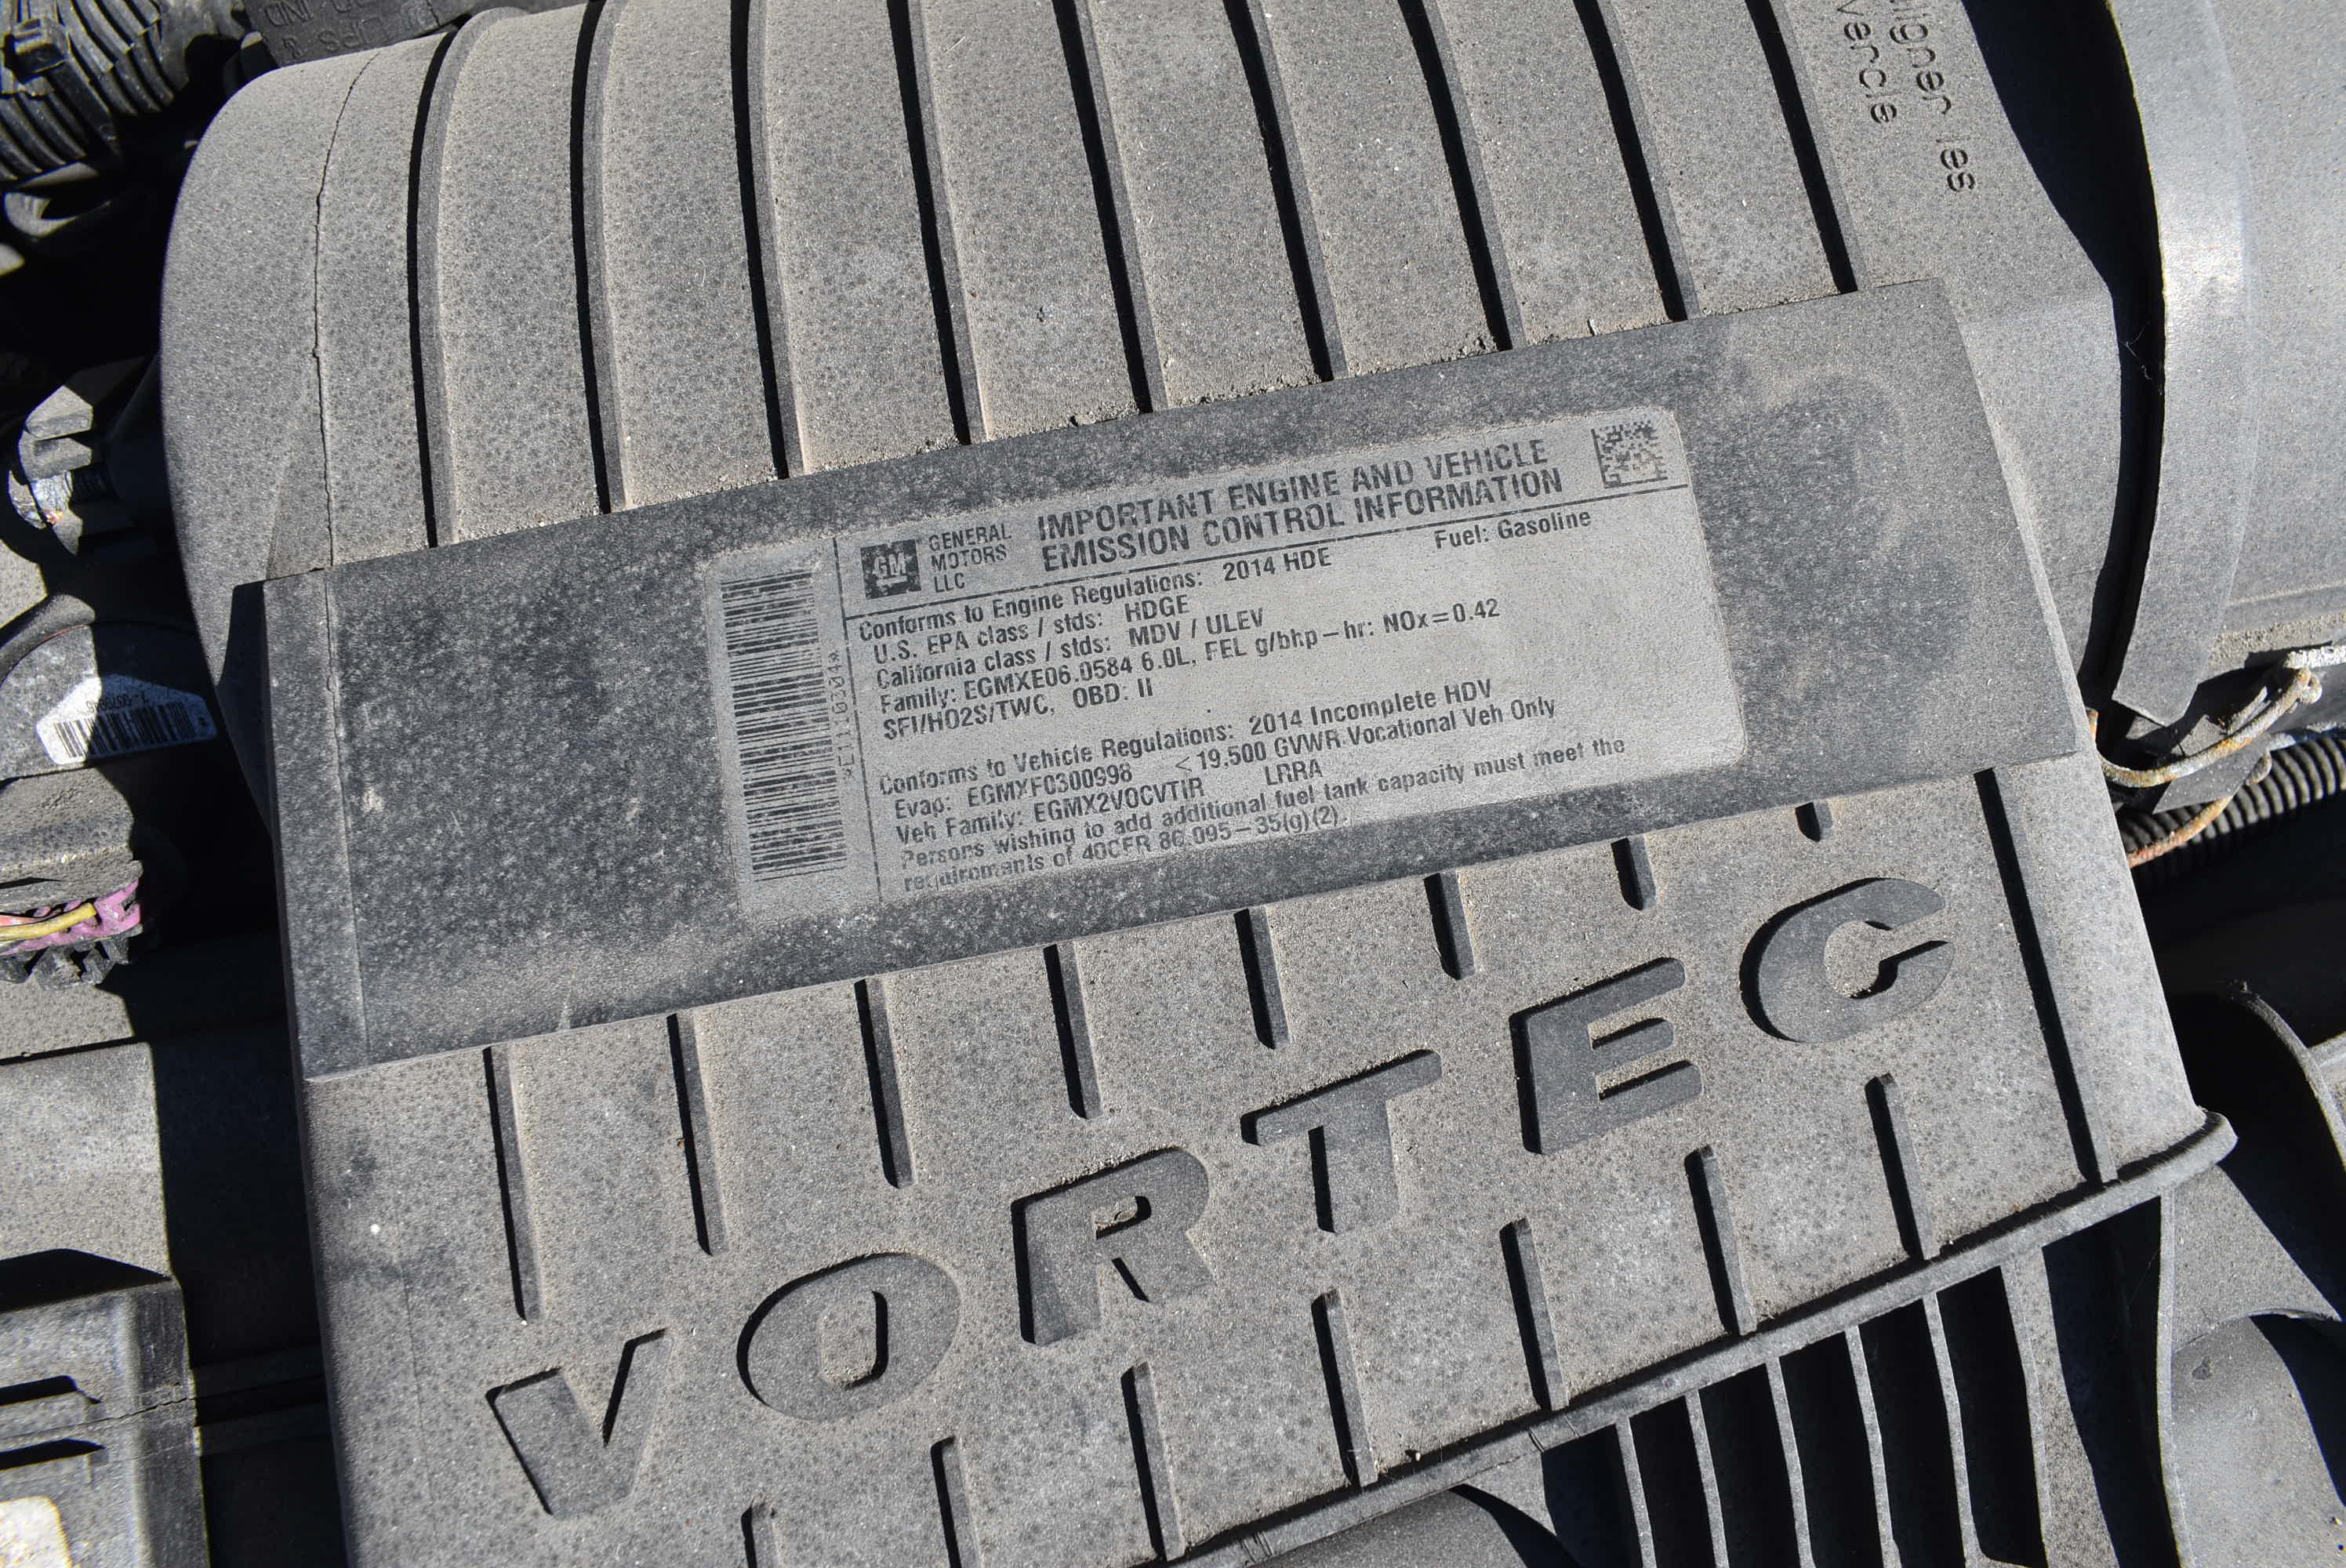 IMPORTANT ENGINE AND VEHICLE
EMISSION CONTROL INFORMATION
GM
GENERAL
MOTORS
LLC
Conforms to Engine Regulations: 2014 HDE
Fuel: Gasoline
U.S. EPA class / stds: HDGE
California class / stds: MDV / ULEV
Family: EGMXE06.0584 6.0L, FEL g/bhp-hr: NOx=0.42
SFI/HO2S/TWC, OBD: II
Conforms to Vehicle Regulations: 2014 Incomplete HDV
Evap: EGMXF0300998 <19,500 GVWR Vocational Veh Only
Veh Family: EGMX2VOCVTIR LRRA
Persons wishing to add additional fuel tank capacity must meet the
requirements of 40CFR 86.095-35(g)(2).
VORTEC